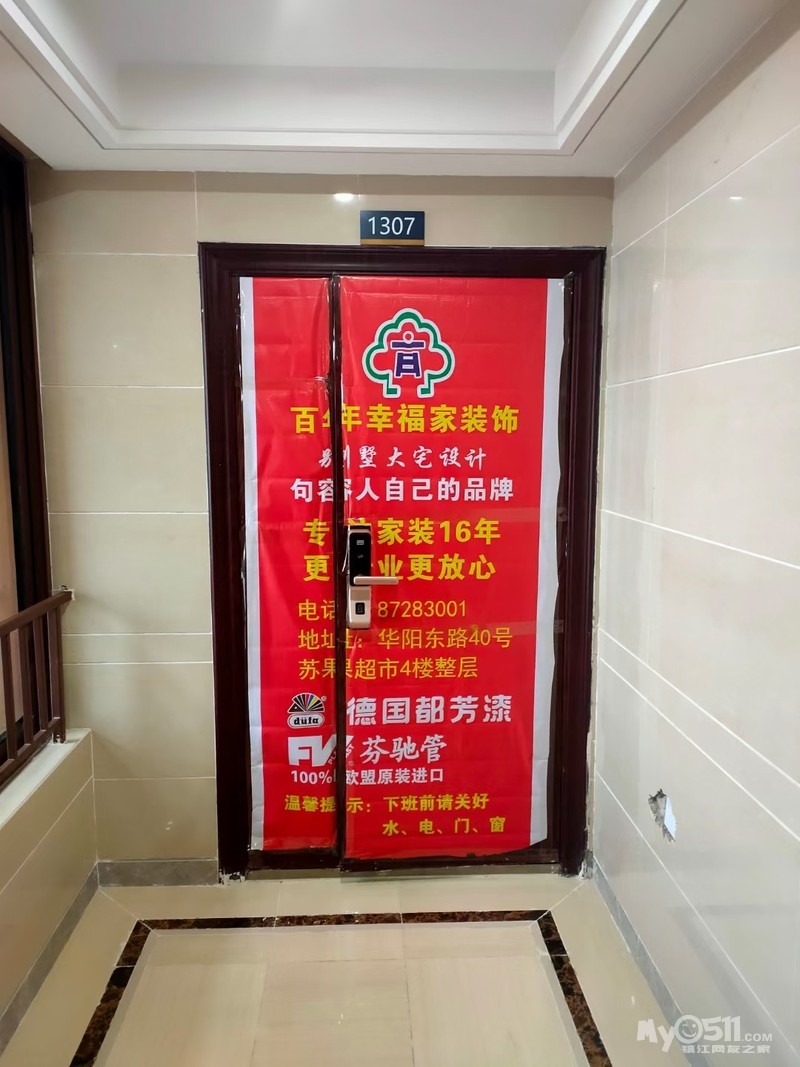 1307
百年幸福家装饰
别墅大宅设计
句容人自己的品牌
专注家装16年
更专业更放心
电话：87283001
地址：华阳东路40号
苏果超市4楼整层
düfa® 德国都芳漆
FV 芬驰管
100% 欧盟原装进口
温馨提示：下班前请关好
水、电、门、窗
My0511.COM
镇江网友之家